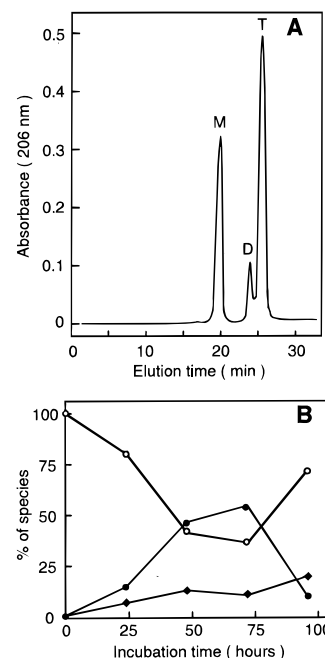 A
T
M
D
0.5
0.4
0.3
0.2
0.1
0
Absorbance ( 206 nm )
0 10 20 30
Elution time ( min )
B
100
75
50
25
0
% of species
0 25 50 75 100
Incubation time ( hours )